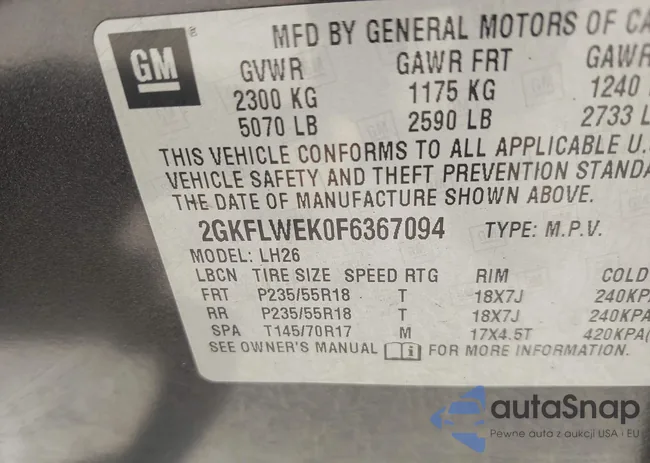 MFD BY GENERAL MOTORS OF CA
GM
GVWR GAWR FRT GAWR
2300 KG 1175 KG 1240
5070 LB 2590 LB 2733 L
THIS VEHICLE CONFORMS TO ALL APPLICABLE U.
VEHICLE SAFETY AND THEFT PREVENTION STANDA
THE DATE OF MANUFACTURE SHOWN ABOVE.
2GKFLWEK0F6367094 TYPE: M.P.V.
MODEL: LH26
LBCN TIRE SIZE SPEED RTG RIM COLD
FRT P235/55R18 T 18X7J 240KP
RR P235/55R18 T 18X7J 240KPA
SPA T145/70R17 M 17X4.5T 420KPA(
SEE OWNER'S MANUAL i FOR MORE INFORMATION.
autaSnap
Pewne auta z aukcji USA i EU